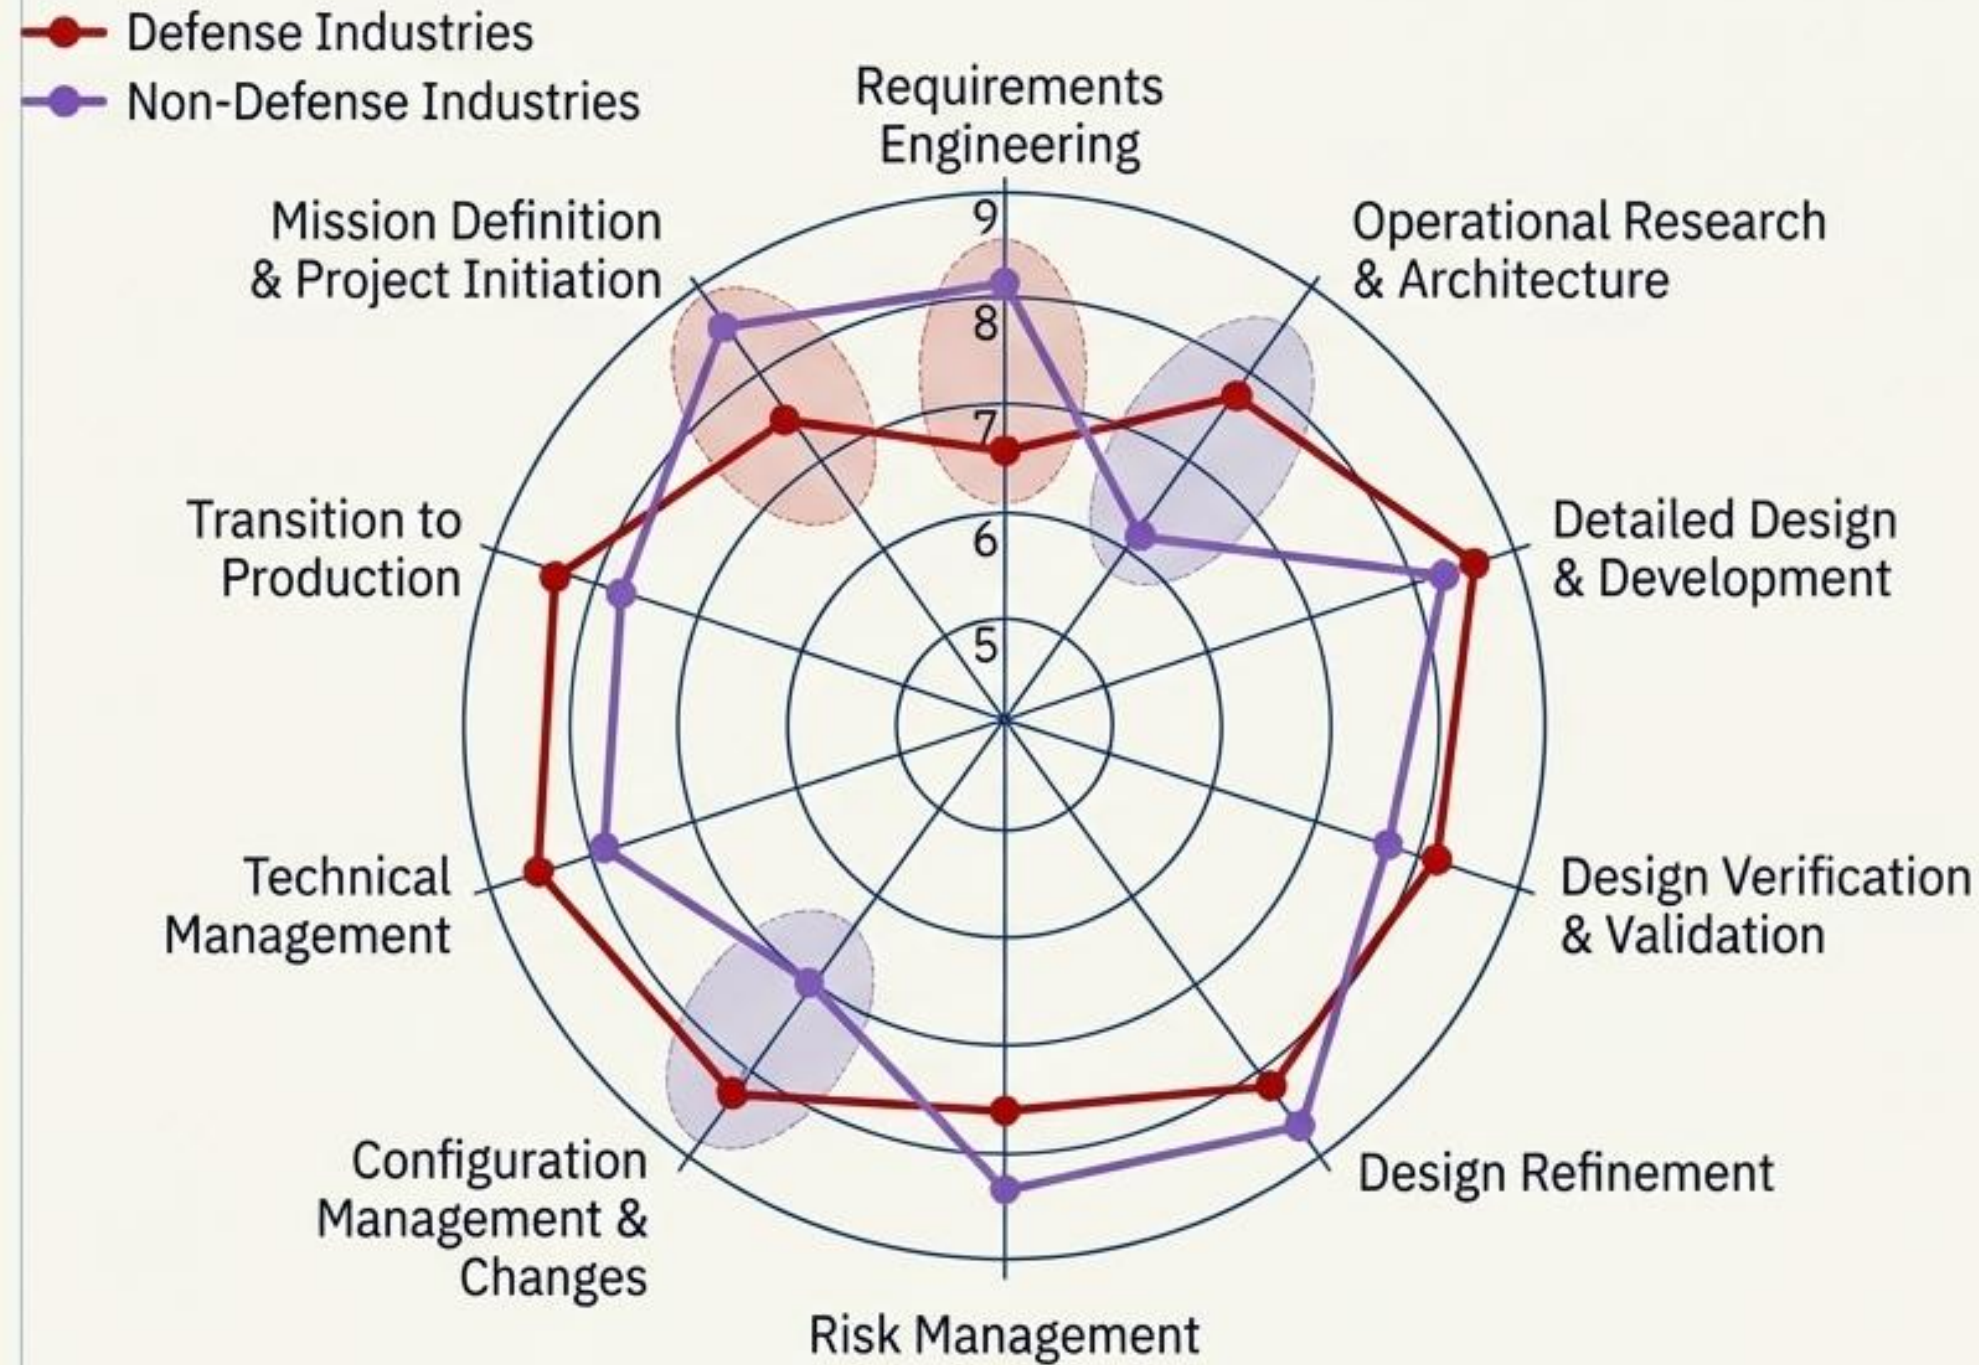 Defense Industries
Non-Defense Industries
Requirements
Engineering
Mission Definition
& Project Initiation
Operational Research
& Architecture
9
8
7
6
5
Transition to
Production
Detailed Design
& Development
Technical
Management
Design Verification
& Validation
Configuration
Management &
Changes
Design Refinement
Risk Management